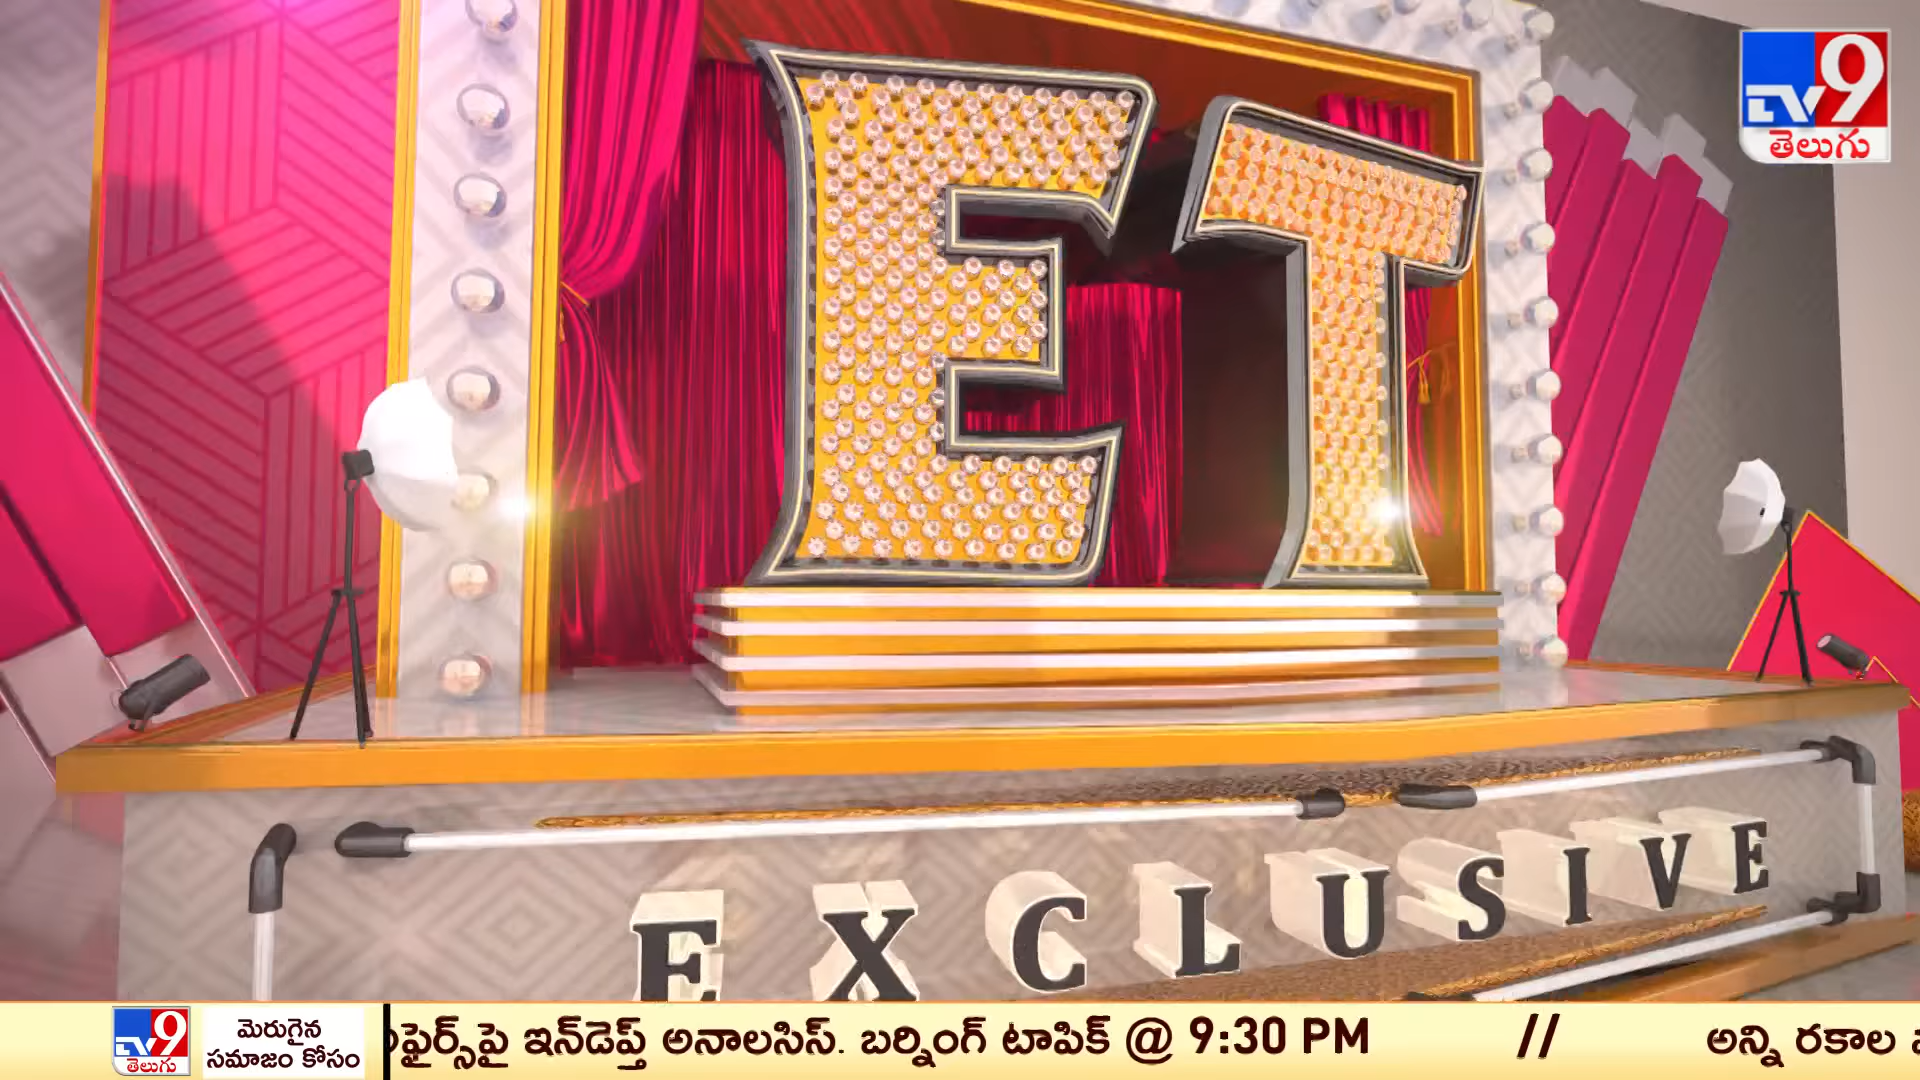 TV9
తెలుగు
ET
EXCLUSIVE
TV9
తెలుగు
మెరుగైన
సమాజం కోసం
ఇన్‌డెప్త్ అనాలసిస్. బర్నింగ్ టాపిక్ @ 9:30 PM // అన్ని రకాల